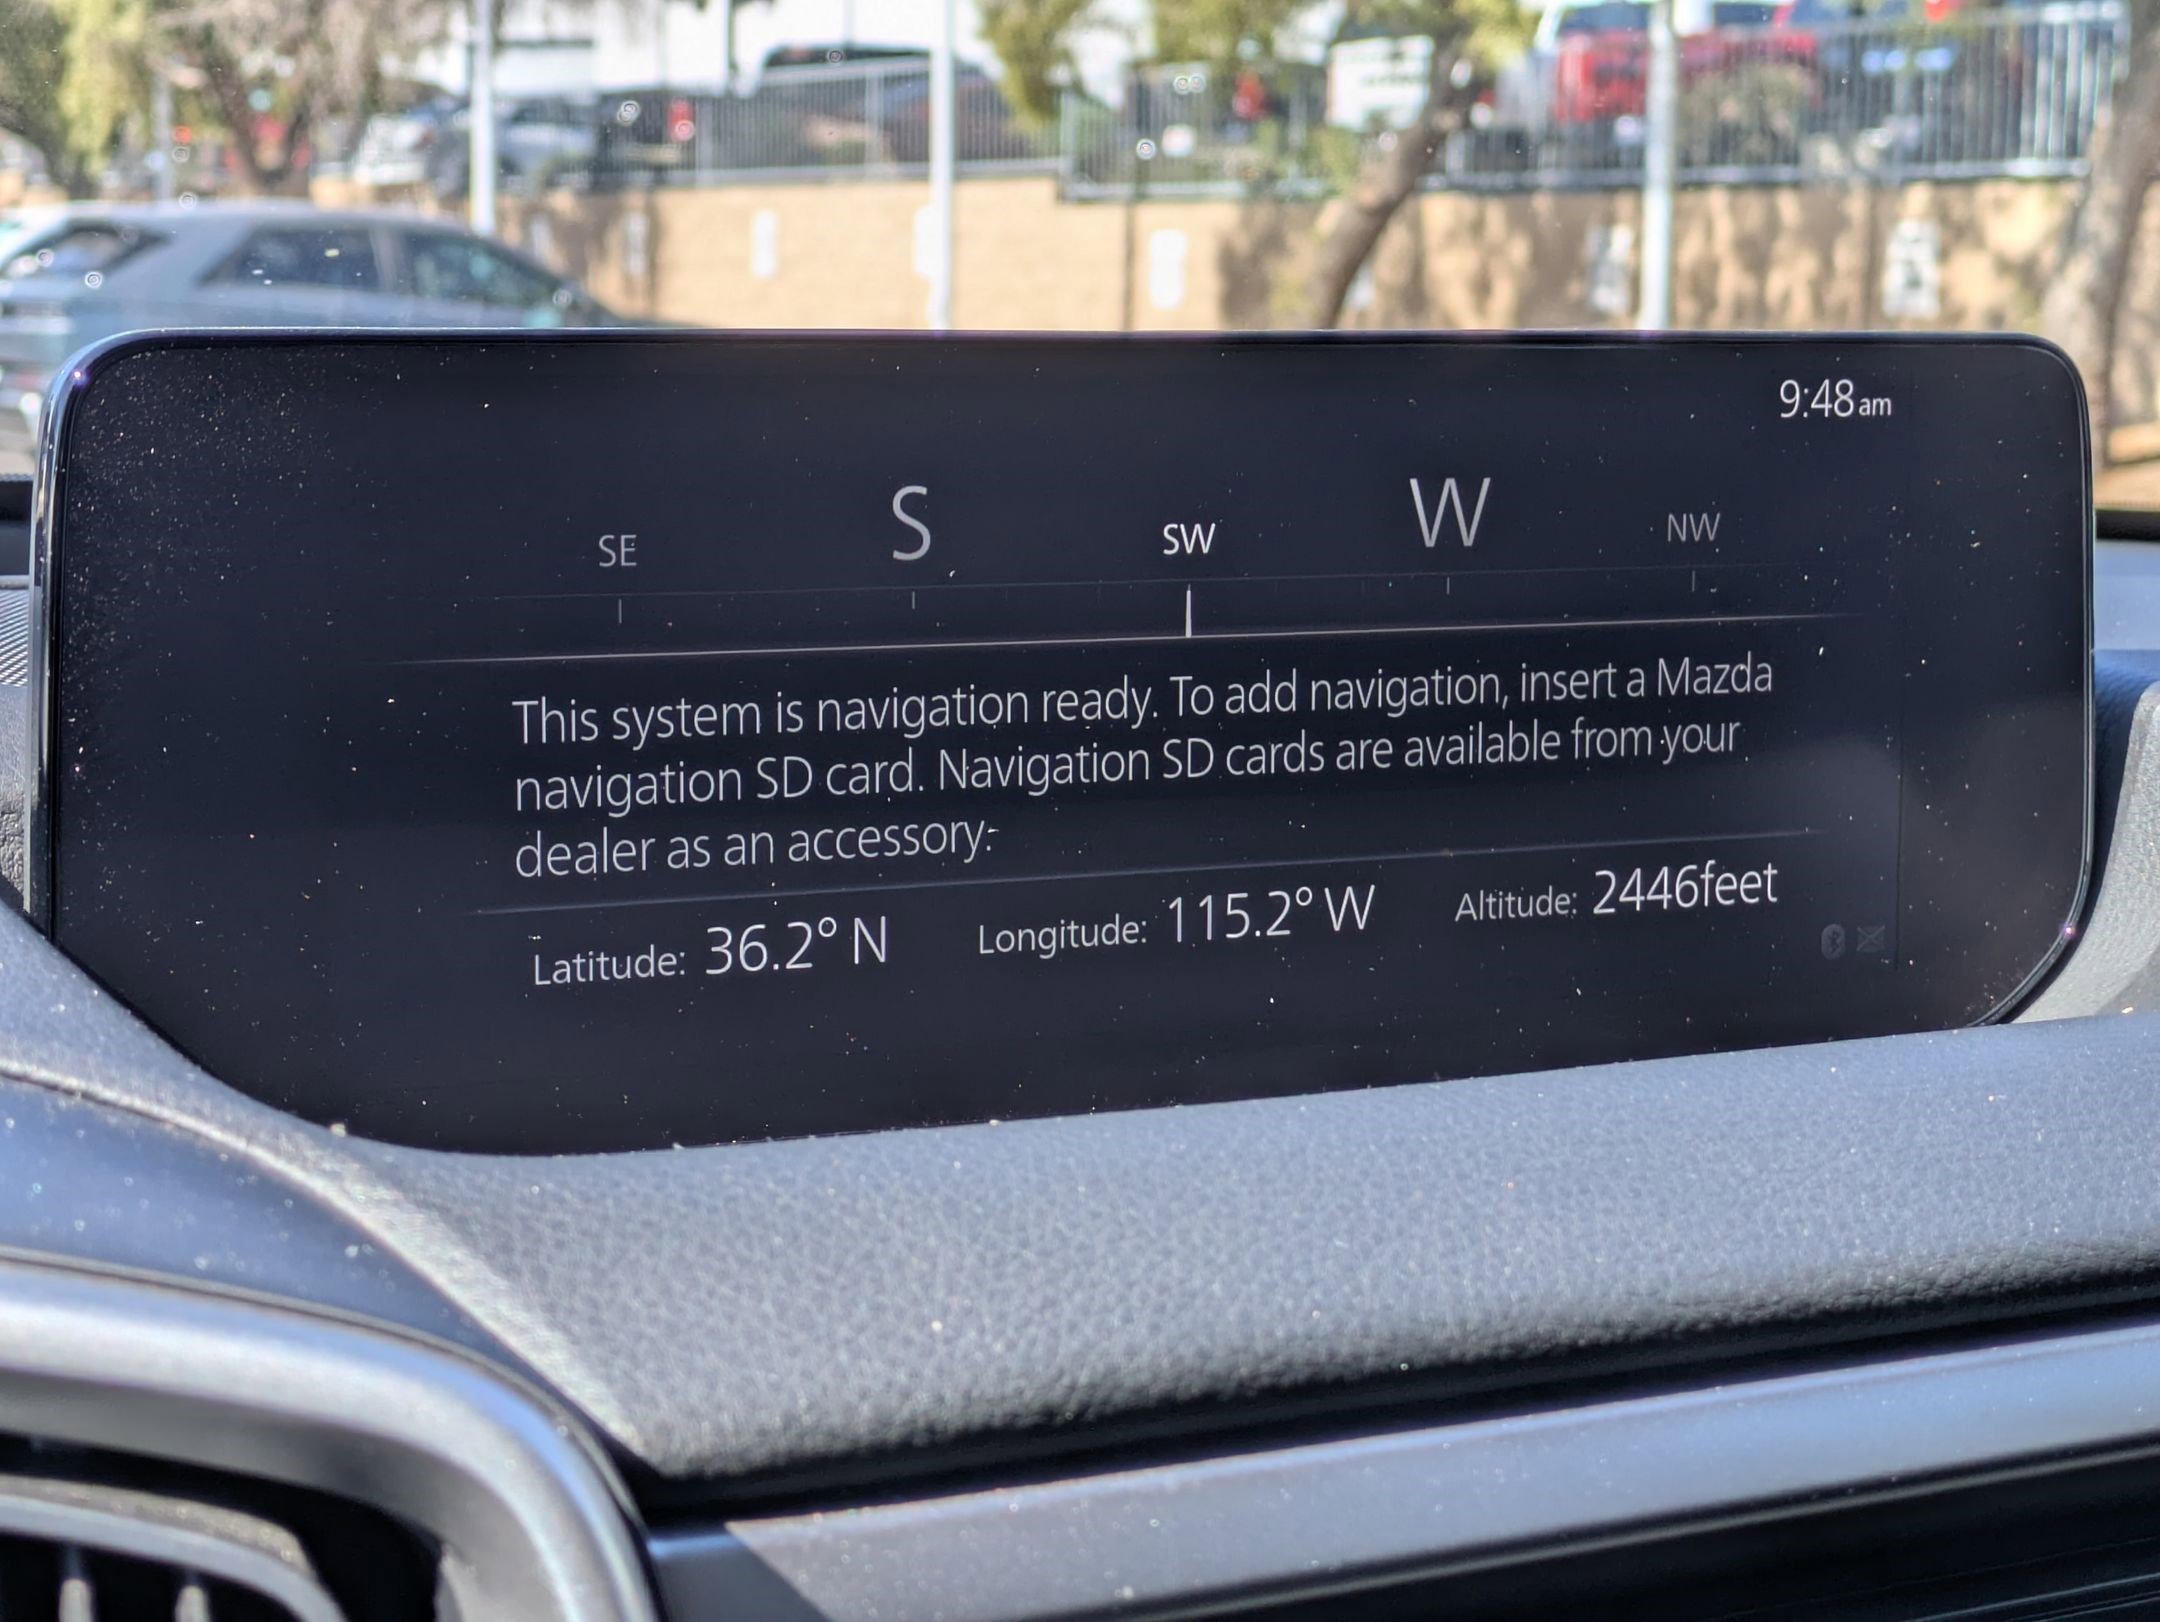 9:48am
SE S SW W NW
This system is navigation ready. To add navigation, insert a Mazda
navigation SD card. Navigation SD cards are available from your
dealer as an accessory.
Latitude: 36.2° N Longitude: 115.2° W Altitude: 2446feet